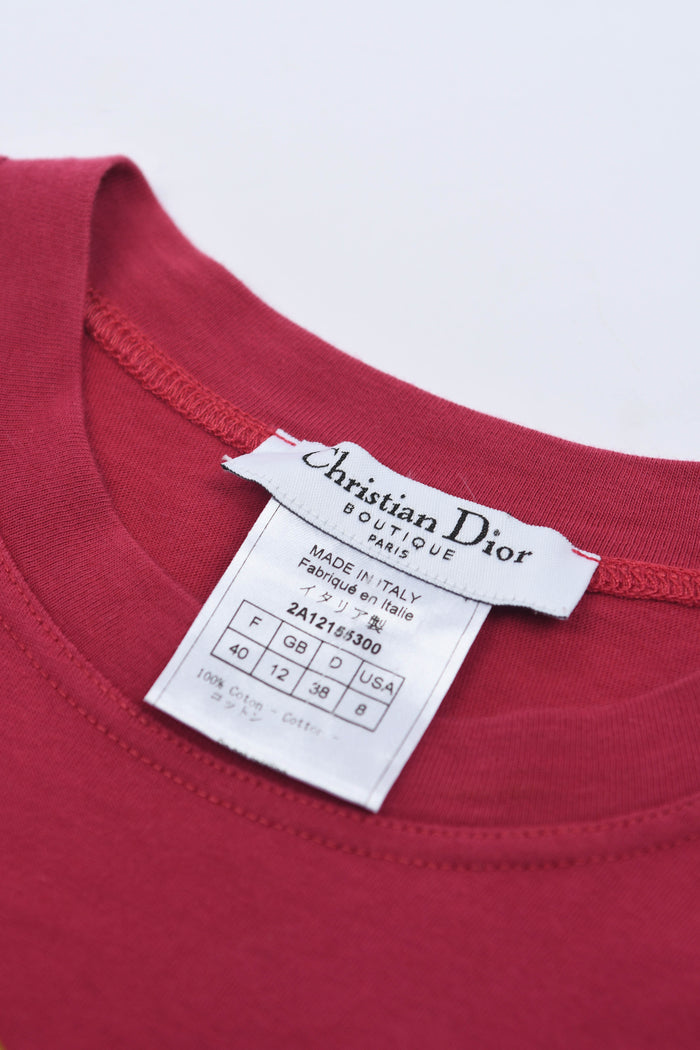 Christian Dior
BOUTIQUE
PARIS
MADE IN ITALY
Fabriqué en Italie
イタリア製
2A12155300
F GB D USA
40 12 38 8
100% Coton - Cotton -
コットン